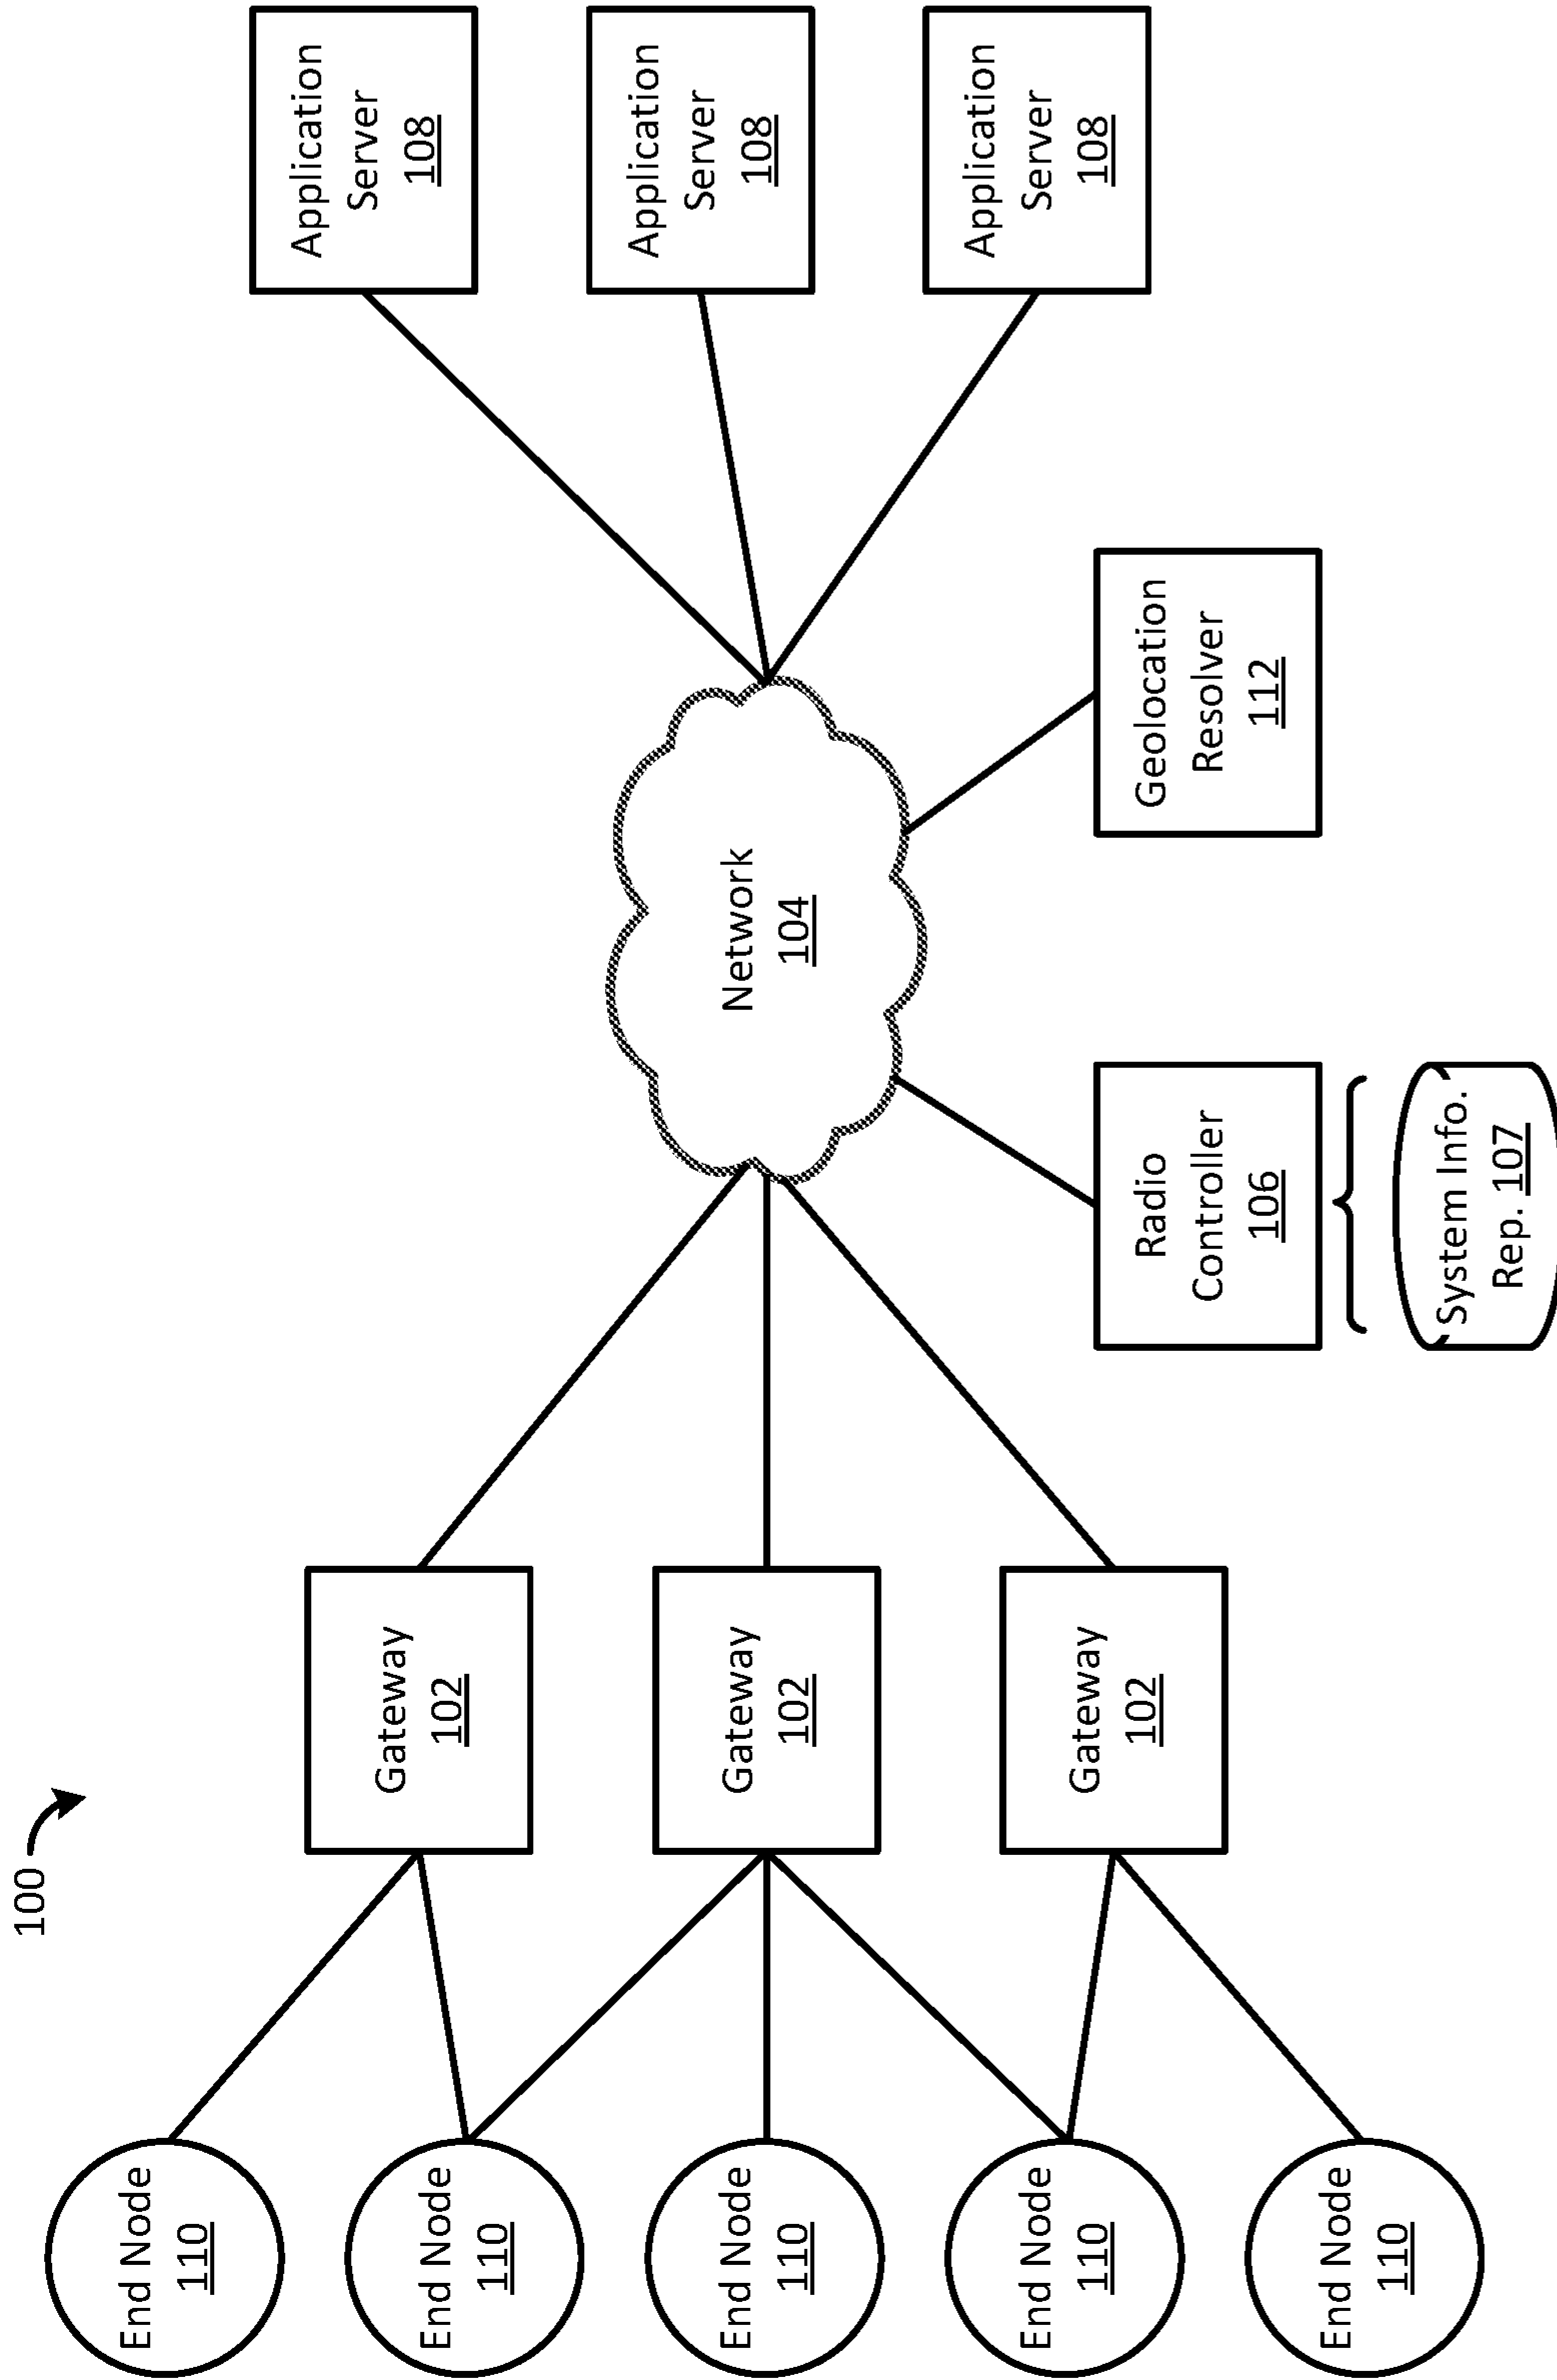 100
End Node
110
End Node
110
End Node
110
End Node
110
End Node
110
Gateway
102
Gateway
102
Gateway
102
Network
104
Radio
Controller
106
System Info.
Rep. 107
Geolocation
Resolver
112
Application
Server
108
Application
Server
108
Application
Server
108